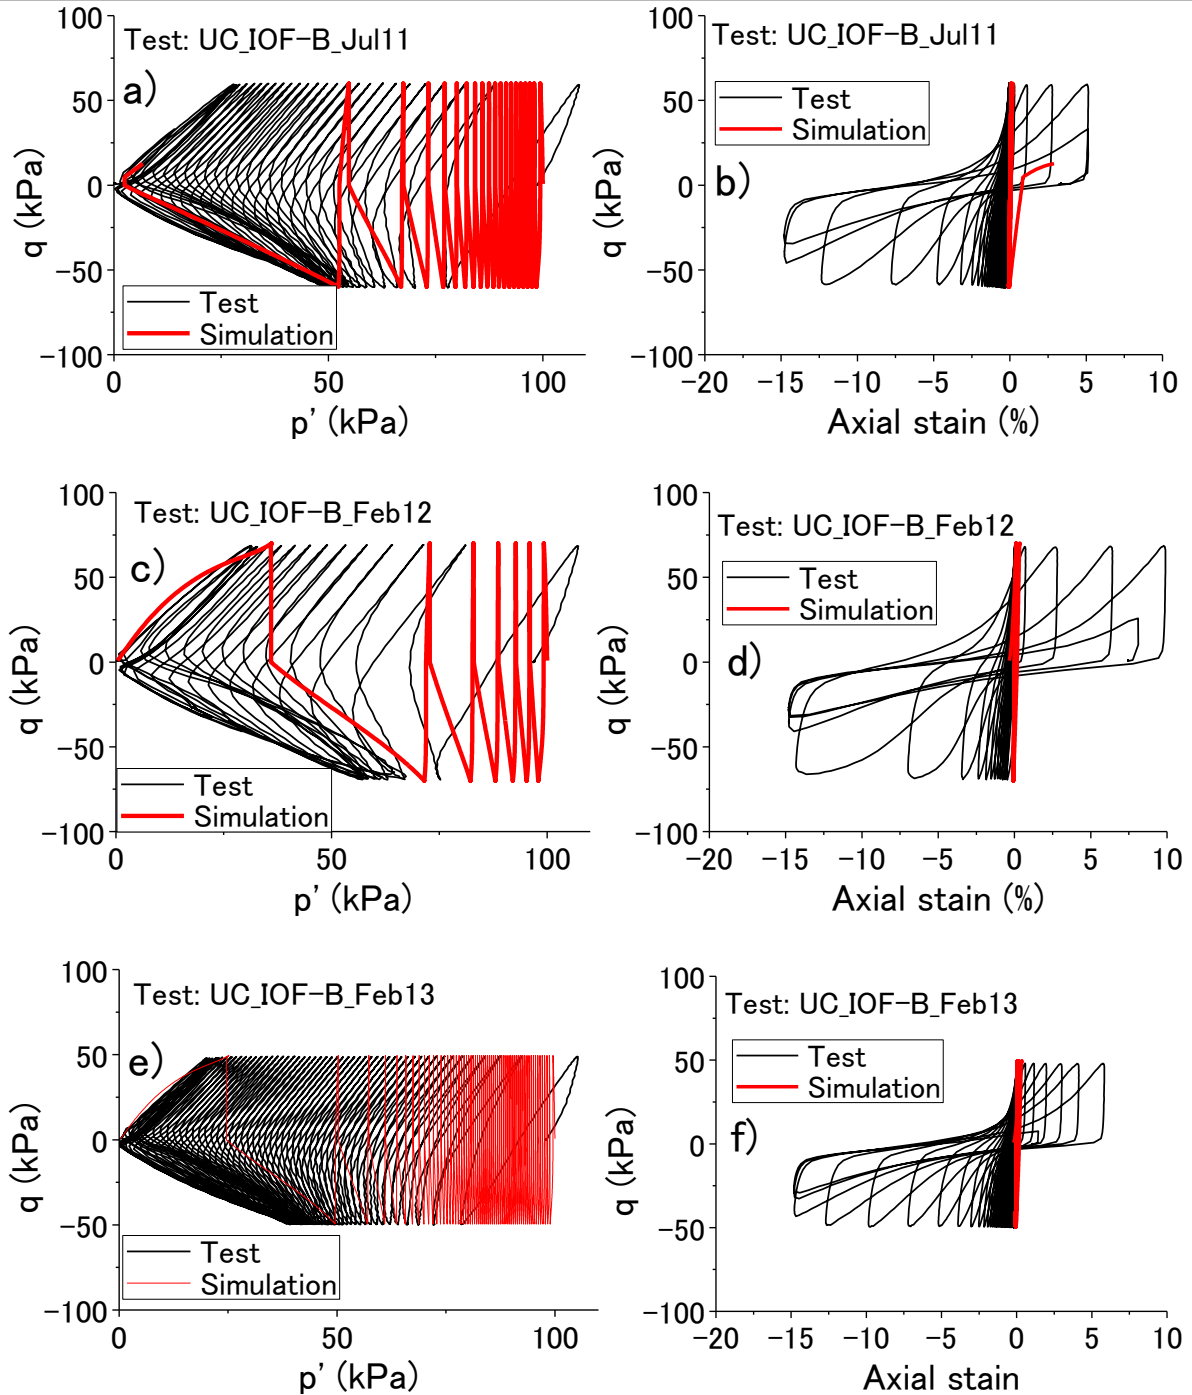 Test: UC_IOF-B_Jul11
a)
100
50
0
-50
-100
q (kPa)
Test
Simulation
0
50
100
p' (kPa)
Test: UC_IOF-B_Jul11
Test
Simulation
b)
100
50
0
-50
-100
q (kPa)
-20
-15
-10
-5
0
5
10
Axial stain (%)
Test: UC_IOF-B_Feb12
c)
100
50
0
-50
-100
q (kPa)
Test
Simulation
0
50
100
p' (kPa)
Test: UC_IOF-B_Feb12
Test
Simulation
d)
100
50
0
-50
-100
q (kPa)
-20
-15
-10
-5
0
5
10
Axial stain (%)
Test: UC_IOF-B_Feb13
e)
100
50
0
-50
-100
q (kPa)
Test
Simulation
0
50
100
p' (kPa)
Test: UC_IOF-B_Feb13
Test
Simulation
f)
100
50
0
-50
-100
q (kPa)
-20
-15
-10
-5
0
5
10
Axial stain